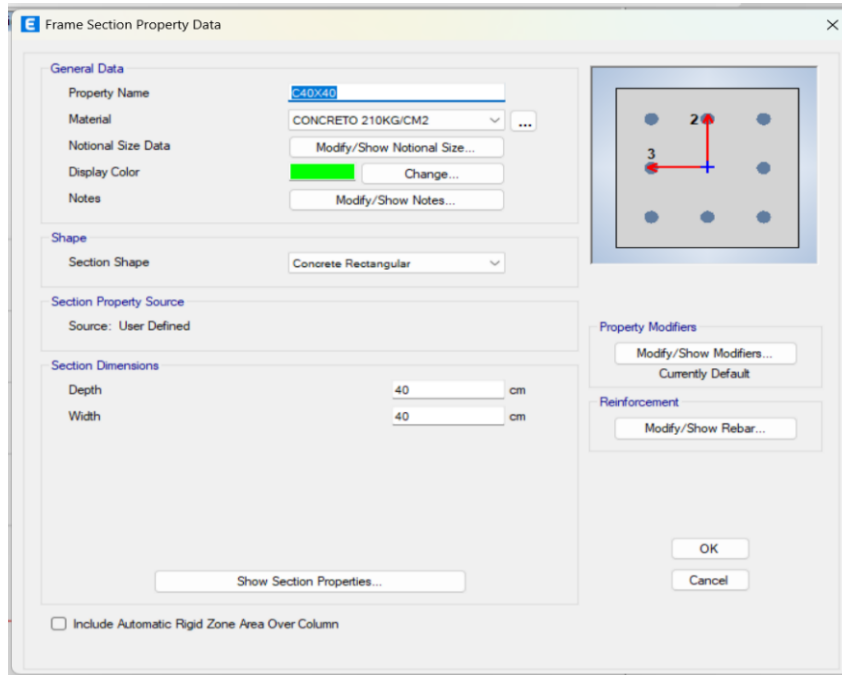 E Frame Section Property Data
General Data
Property Name C40X40
Material CONCRETO 210KG/CM2 ...
Notional Size Data Modify/Show Notional Size...
Display Color Change...
Notes Modify/Show Notes...
Shape
Section Shape Concrete Rectangular
Section Property Source
Source: User Defined
Section Dimensions
Depth 40 cm
Width 40 cm
Show Section Properties...
Include Automatic Rigid Zone Area Over Column
2
3
Property Modifiers
Modify/Show Modifiers...
Currently Default
Reinforcement
Modify/Show Rebar...
OK
Cancel